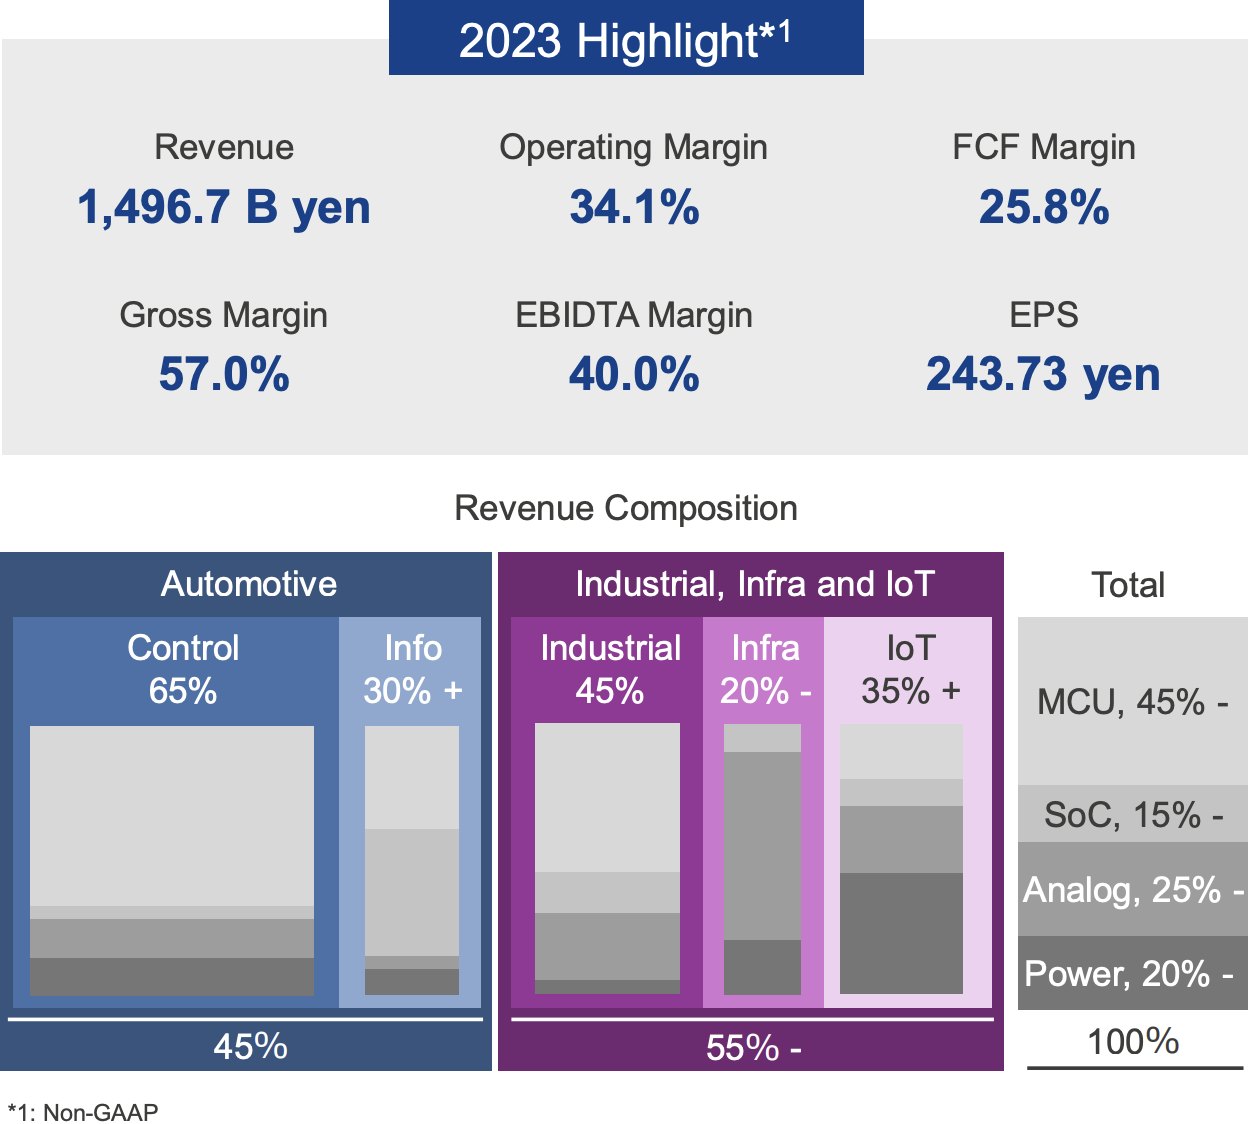 2023 Highlight*1
Revenue
1,496.7 B yen
Operating Margin
34.1%
FCF Margin
25.8%
Gross Margin
57.0%
EBIDTA Margin
40.0%
EPS
243.73 yen
Revenue Composition
Automotive
Control
65%
Info
30% +
45%
Industrial, Infra and IoT
Industrial
45%
Infra
20% -
IoT
35% +
55% -
Total
MCU, 45% -
SoC, 15% -
Analog, 25% -
Power, 20% -
100%
*1: Non-GAAP